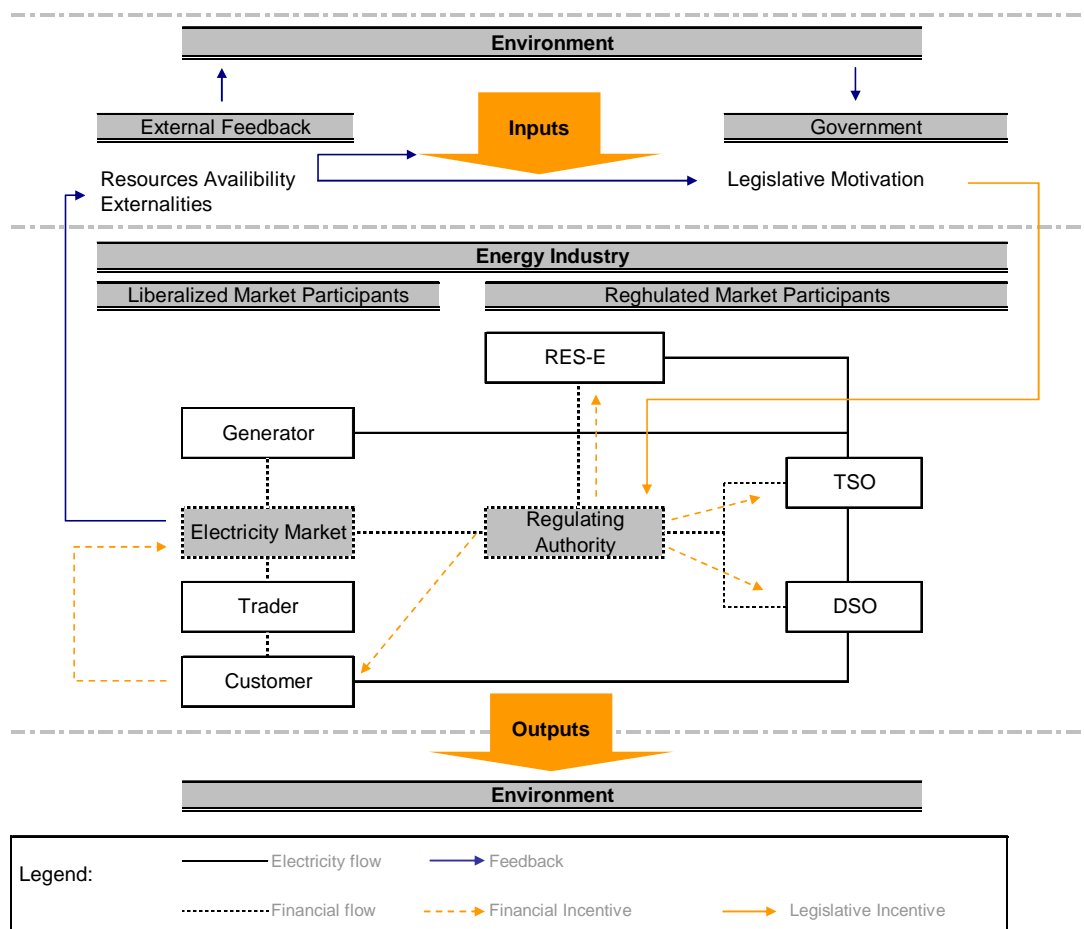 Environment
External Feedback
Inputs
Government
Resources Availibility
Externalities
Legislative Motivation
Energy Industry
Liberalized Market Participants
Reghulated Market Participants
RES-E
Generator
TSO
Electricity Market
Regulating
Authority
Trader
DSO
Customer
Outputs
Environment
Legend:
Electricity flow
Feedback
Financial flow
Financial Incentive
Legislative Incentive